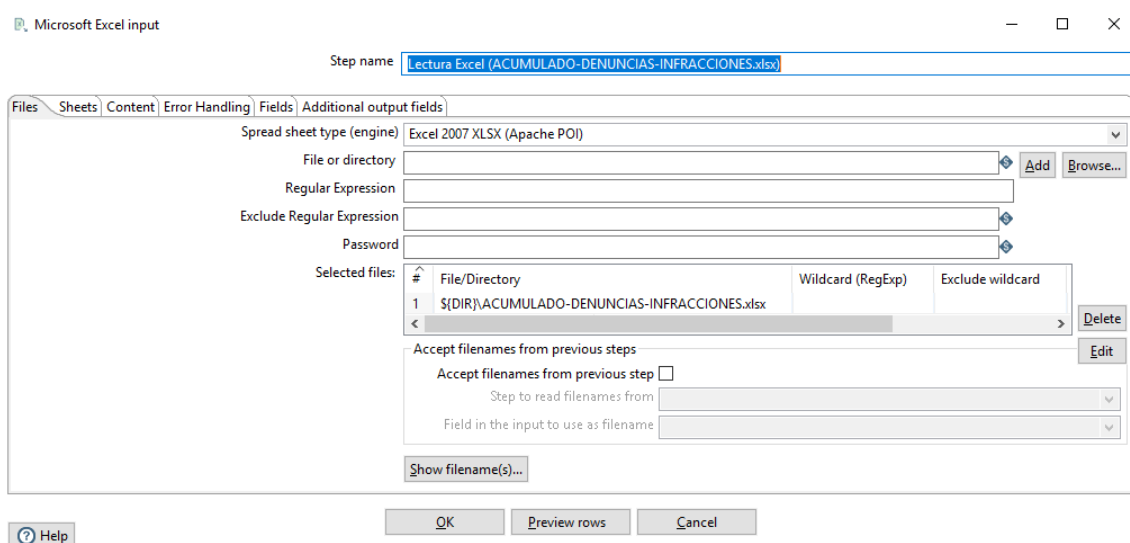 Microsoft Excel input
Step name Lectura Excel (ACUMULADO-DENUNCIAS-INFRACCIONES.xlsx)
Files Sheets Content Error Handling Fields Additional output fields
Spread sheet type (engine) Excel 2007 XLSX (Apache POI)
File or directory Add Browse...
Regular Expression
Exclude Regular Expression
Password
Selected files: # File/Directory Wildcard (RegExp) Exclude wildcard
1 ${DIR}\ACUMULADO-DENUNCIAS-INFRACCIONES.xlsx
Delete
Accept filenames from previous steps Edit
Accept filenames from previous step
Step to read filenames from
Field in the input to use as filename
Show filename(s)...
OK Preview rows Cancel
Help